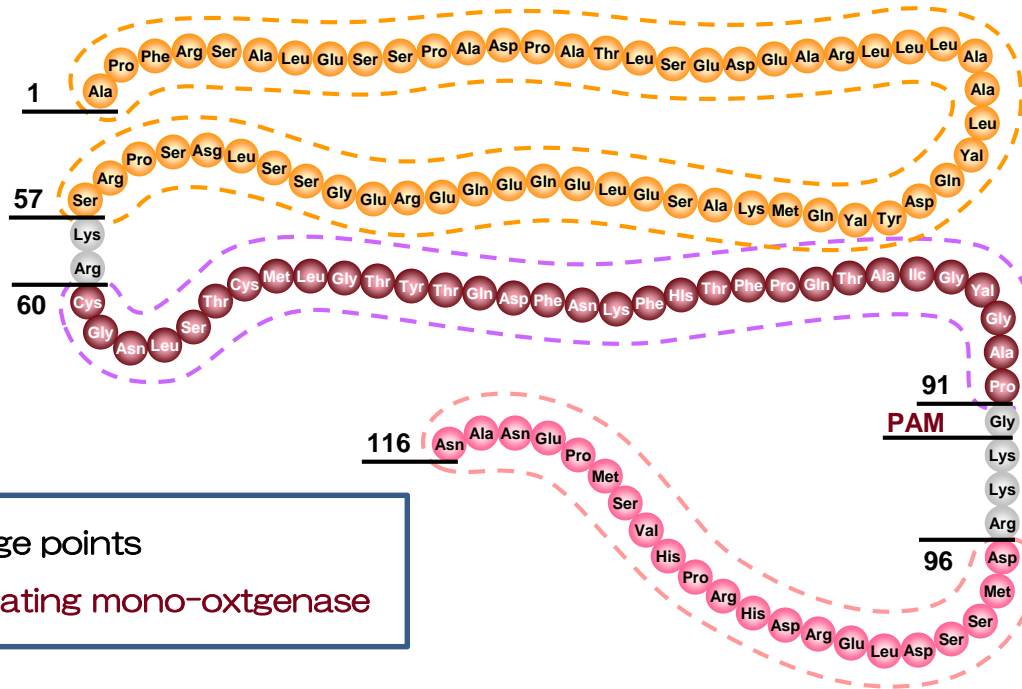 Ala Pro Phe Arg Ser Ala Leu Glu Ser Ser Pro Ala Asp Pro Ala Thr Leu Ser Glu Asp Glu Ala Arg Leu Leu Leu Ala
Ala
Leu
Yal
Gln
Asp
1
Ser Arg Pro Ser Asg Leu Ser Ser Gly Glu Arg Glu Gln Glu Gln Glu Leu Glu Ser Ala Lys Met Gln Yal Tyr
57
Lys
Arg
60
Cys Gly Asn Leu Ser Thr Cys Met Leu Gly Thr Tyr Thr Gln Asp Phe Asn Lys Phe HIs Thr Phe Pro Gln Thr Ala Ilc Gly Yal
Gly
Ala
Pro
91
Gly
PAM
Lys
Lys
Arg
96
116
Asn Ala Asn Glu Pro Met Ser Val His Pro Arg His Asp Arg Glu Leu Asp Ser Ser Met Asp
ge points
ating mono-oxtgenase